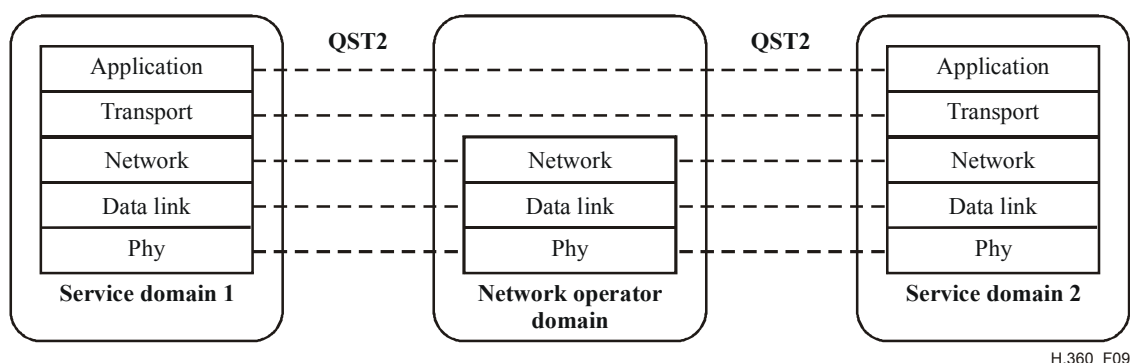 QST2
QST2
Application
Transport
Network
Data link
Phy
Service domain 1
Network
Data link
Phy
Network operator
domain
Application
Transport
Network
Data link
Phy
Service domain 2
H.360_F09